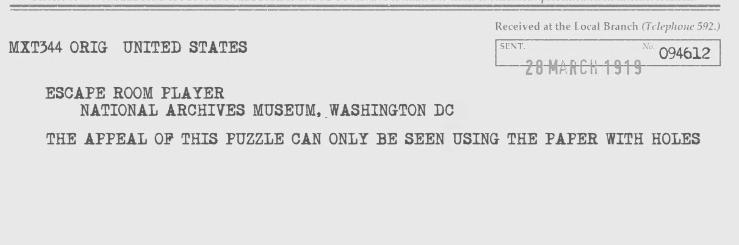 Received at the Local Branch (Telephone 592.)
MXT344 ORIG UNITED STATES
SENT.
No. 094612
28 MARCH 1919
ESCAPE ROOM PLAYER
NATIONAL ARCHIVES MUSEUM, WASHINGTON DC
THE APPEAL OF THIS PUZZLE CAN ONLY BE SEEN USING THE PAPER WITH HOLES